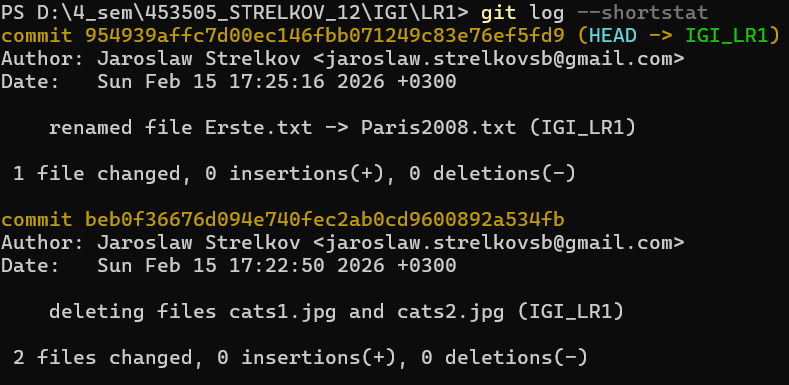 PS D:\4_sem\453505_STRELKOV_12\IGI\LR1> git log --shortstat
commit 954939affc7d00ec146fbb071249c83e76ef5fd9 (HEAD -> IGI_LR1)
Author: Jaroslaw Strelkov <jaroslaw.strelkovsb@gmail.com>
Date:   Sun Feb 15 17:25:16 2026 +0300
    renamed file Erste.txt -> Paris2008.txt (IGI_LR1)
 1 file changed, 0 insertions(+), 0 deletions(-)
commit beb0f36676d094e740fec2ab0cd9600892a534fb
Author: Jaroslaw Strelkov <jaroslaw.strelkovsb@gmail.com>
Date:   Sun Feb 15 17:22:50 2026 +0300
    deleting files cats1.jpg and cats2.jpg (IGI_LR1)
 2 files changed, 0 insertions(+), 0 deletions(-)